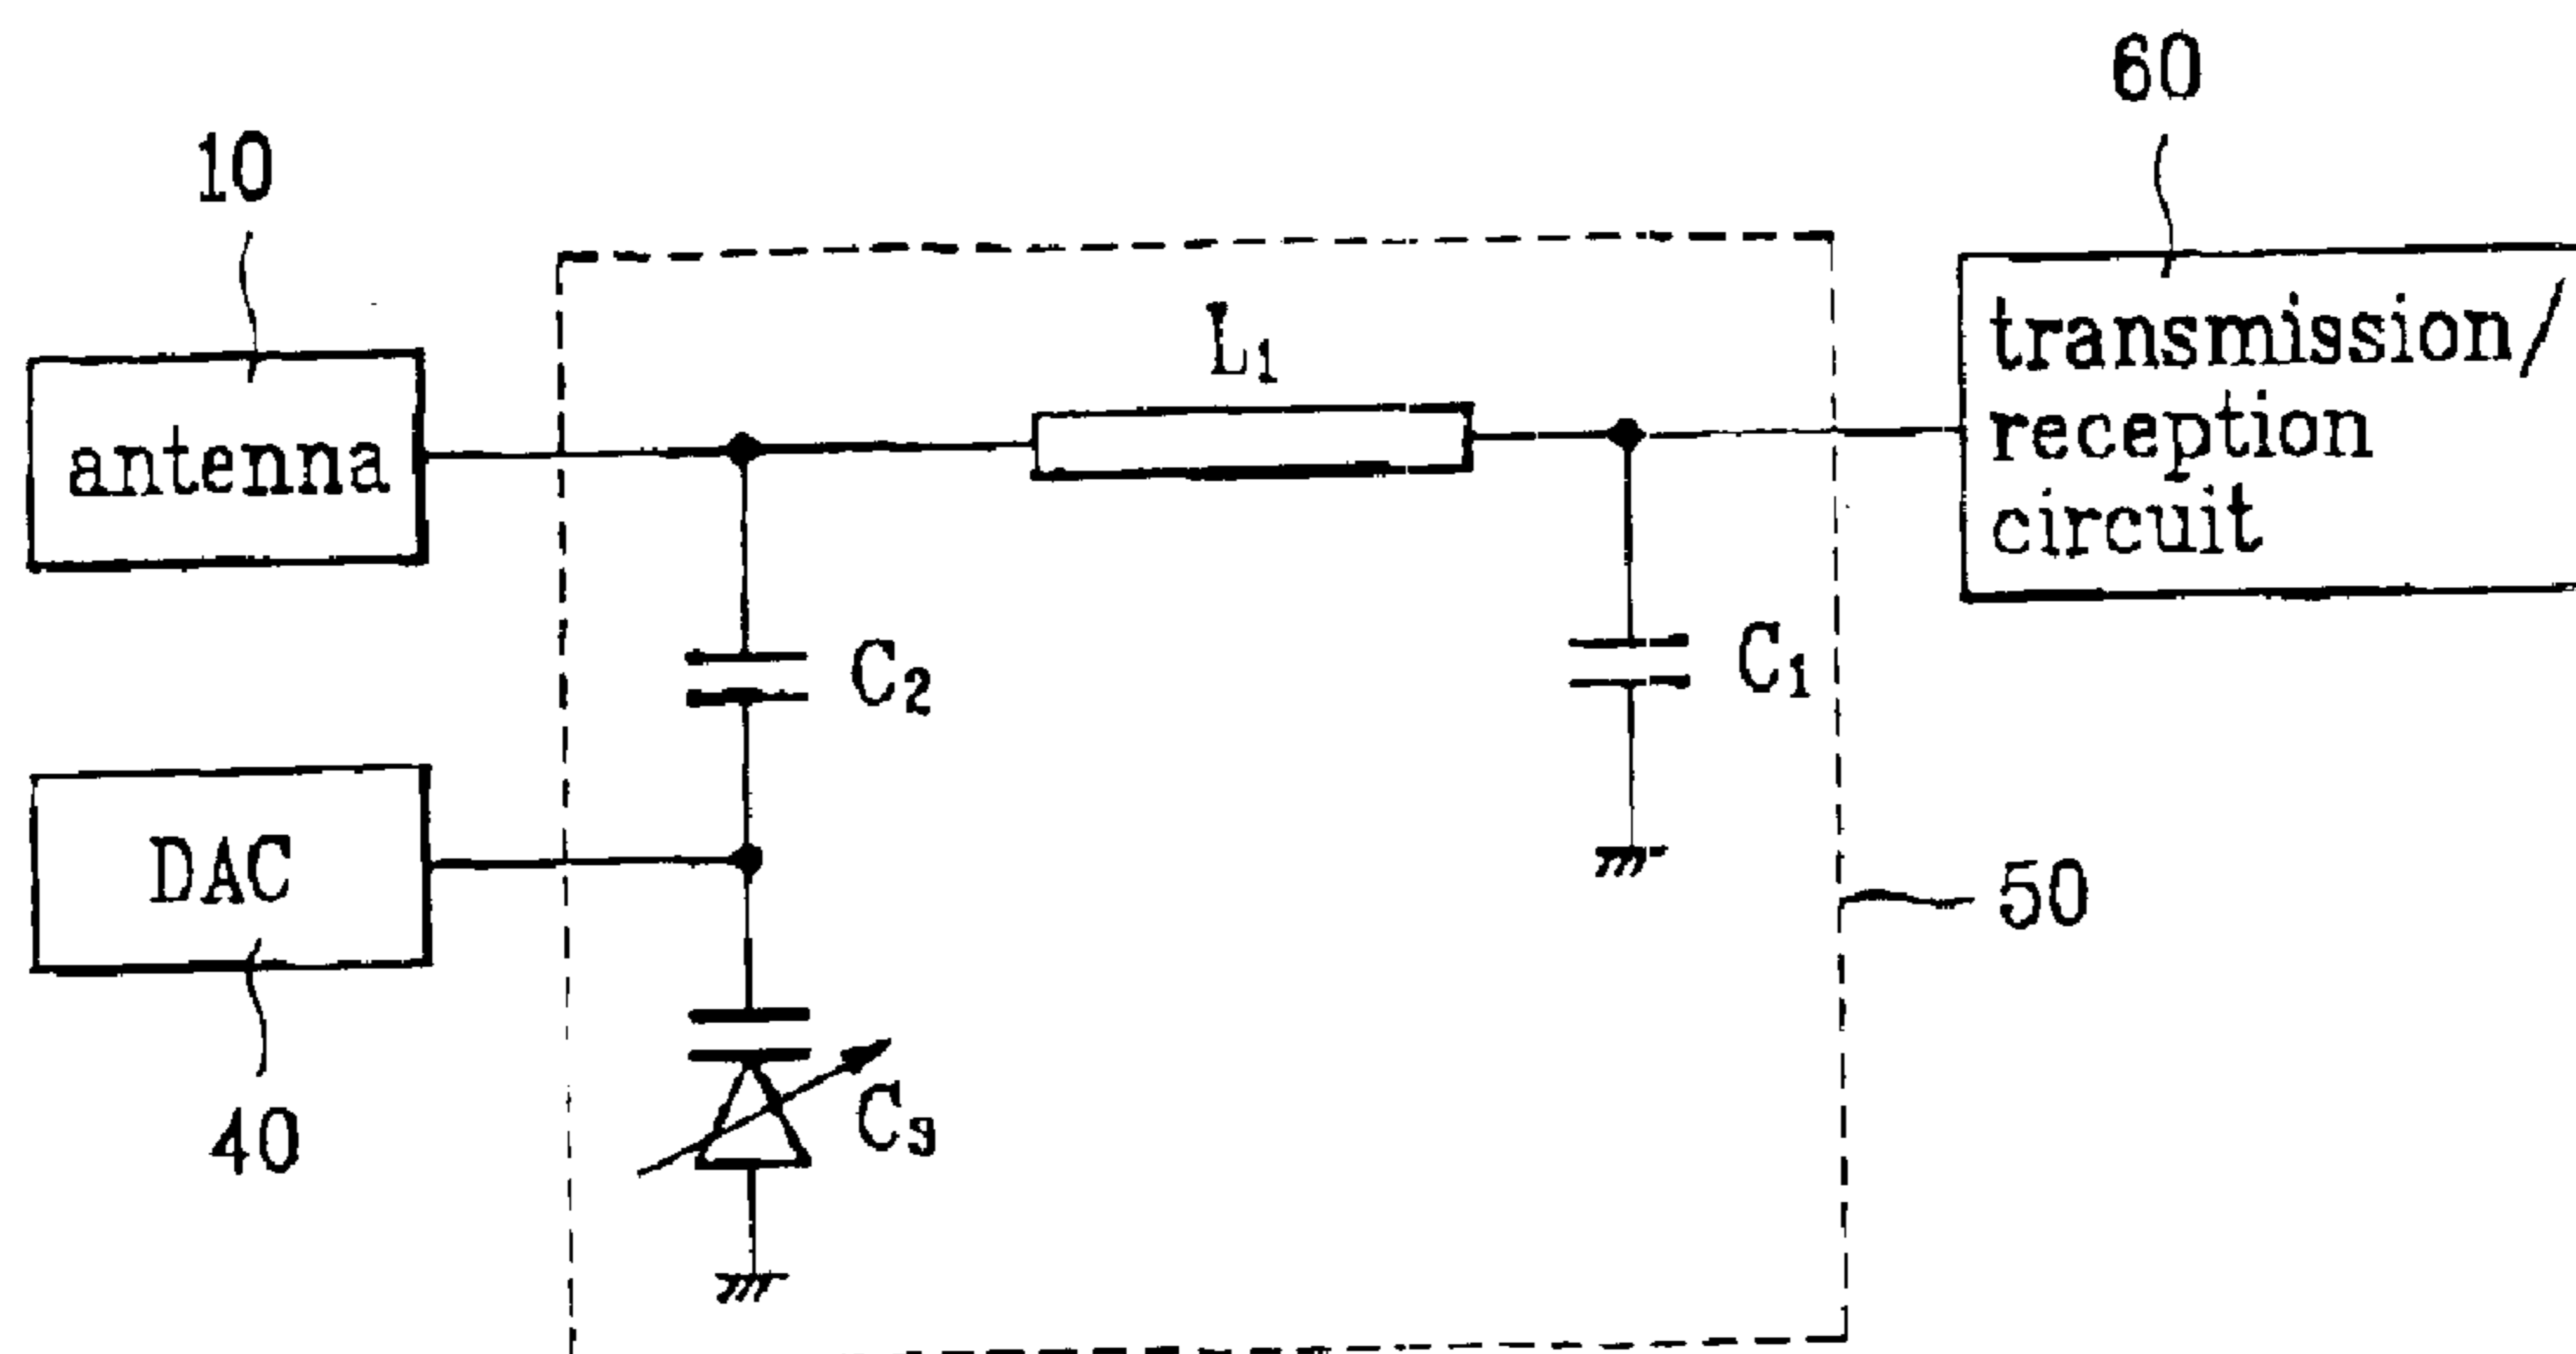 60
10
transmission/
reception
circuit
L₁
antenna
C₂
C₁
DAC
50
C₃
40